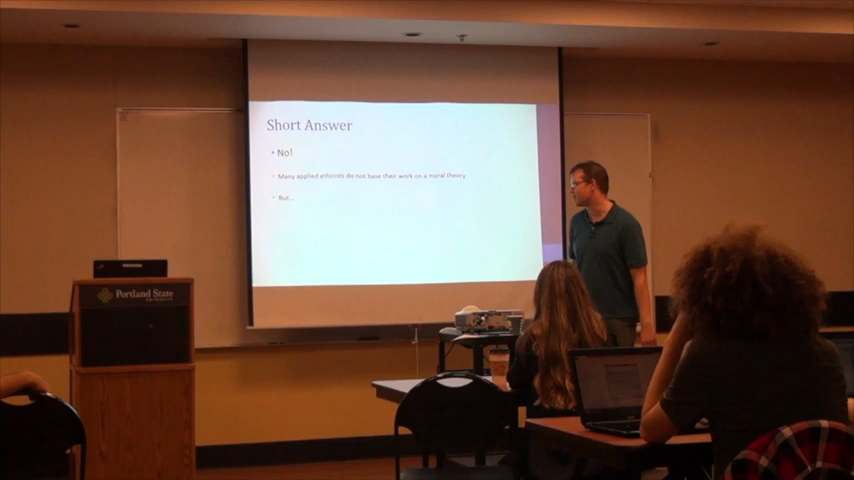 Short Answer
• No!
• Many applied ethicists do not base their work on a moral theory
• But...
Portland State